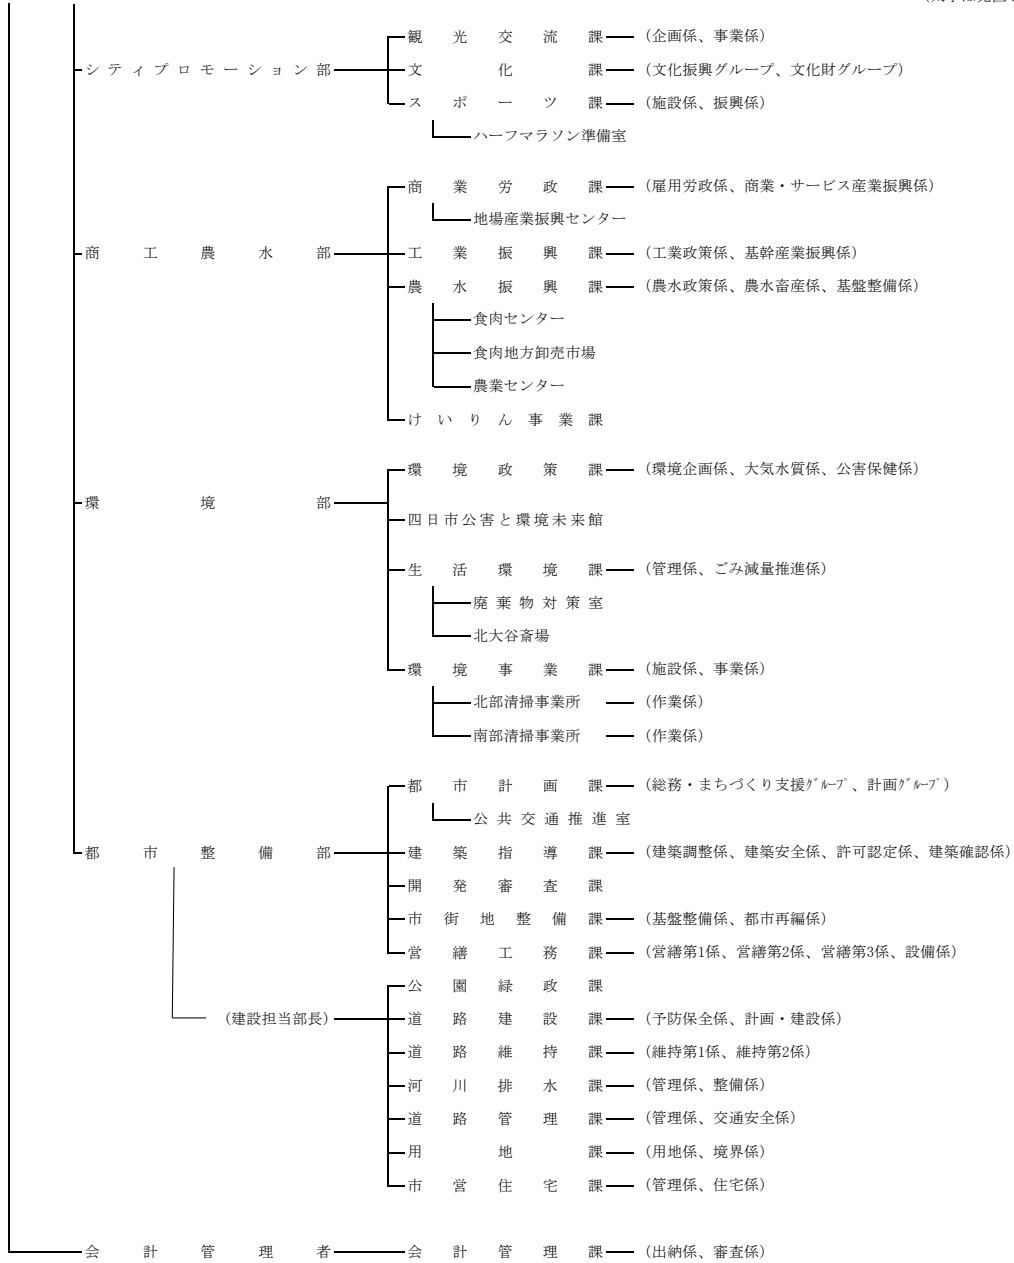 観光交流課 (企画係、事業係)
シティプロモーション部 文化課 (文化振興グループ、文化財グループ)
スポーツ課 (施設係、振興係)
ハーフマラソン準備室
商業労政課 (雇用労政係、商業・サービス産業振興係)
地場産業振興センター
商工農水部 工業振興課 (工業政策係、基幹産業振興係)
農水振興課 (農水政策係、農水畜産係、基盤整備係)
食肉センター
食肉地方卸売市場
農業センター
けいりん事業課
環境政策課 (環境企画係、大気水質係、公害保健係)
環境部
四日市公害と環境未来館
生活環境課 (管理係、ごみ減量推進係)
廃棄物対策室
北大谷斎場
環境事業課 (施設係、事業係)
北部清掃事業所 (作業係)
南部清掃事業所 (作業係)
都市計画課 (総務・まちづくり支援ｸﾞﾙｰﾌﾟ、計画ｸﾞﾙｰﾌﾟ)
公共交通推進室
都市整備部 建築指導課 (建築調整係、建築安全係、許可認定係、建築確認係)
開発審査課
市街地整備課 (基盤整備係、都市再編係)
営繕工務課 (営繕第1係、営繕第2係、営繕第3係、設備係)
公園緑政課
(建設担当部長) 道路建設課 (予防保全係、計画・建設係)
道路維持課 (維持第1係、維持第2係)
河川排水課 (管理係、整備係)
道路管理課 (管理係、交通安全係)
用地課 (用地係、境界係)
市営住宅課 (管理係、住宅係)
会計管理者 会計管理課 (出納係、審査係)